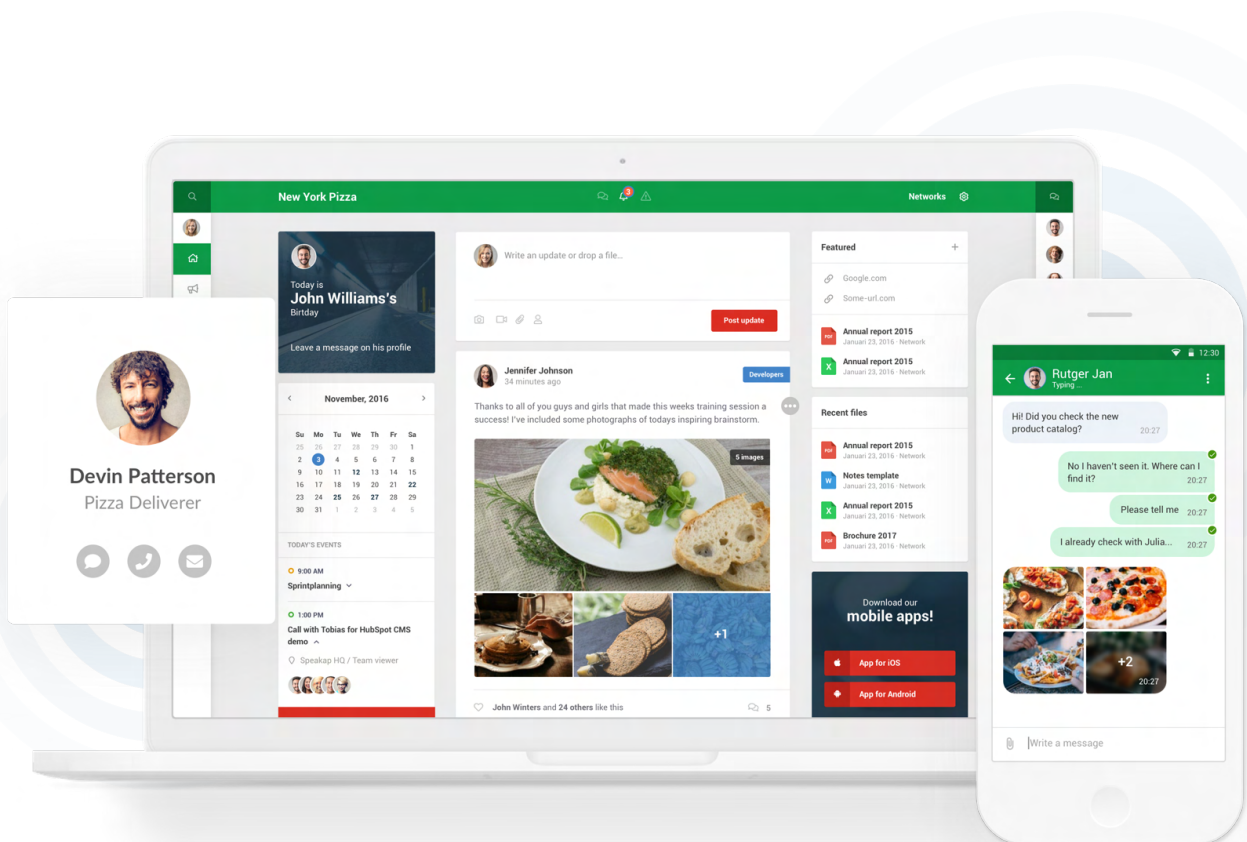 New York Pizza
3
Networks
Today is
John Williams's
Birtday
Leave a message on his profile
Write an update or drop a file...
Post update
Featured
Google.com
Some-url.com
PDF
Annual report 2015
Januari 23, 2016 · Network
X
Annual report 2015
Januari 23, 2016 · Network
Devin Patterson
Pizza Deliverer
November, 2016
Su Mo Tu We Th Fr Sa
25 26 27 28 29 30 1
2 3 4 5 6 7 8
9 10 11 12 13 14 15
16 17 18 19 20 21 22
23 24 25 26 27 28 29
30 31 1 2 3 4 5
TODAY'S EVENTS
9:00 AM
Sprintplanning
1:00 PM
Call with Tobias for HubSpot CMS
demo
Speakap HQ / Team viewer
Jennifer Johnson
34 minutes ago
Developers
Thanks to all of you guys and girls that made this weeks training session a
success! I've included some photographs of todays inspiring brainstorm.
5 images
+1
John Winters and 24 others like this
5
Recent files
PDF
Annual report 2015
Januari 23, 2016 · Network
W
Notes template
Januari 23, 2016 · Network
X
Annual report 2015
Januari 23, 2016 · Network
PDF
Brochure 2017
Januari 23, 2016 · Network
Download our
mobile apps!
App for iOS
App for Android
12:30
Rutger Jan
Typing ..
Hi! Did you check the new
product catalog?
20:27
No I haven't seen it. Where can I
find it?
20:27
Please tell me 20:27
I already check with Julia... 20:27
+2
20:27
Write a message